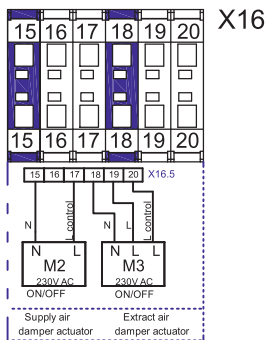 X16
15 16 17 18 19 20
15 16 17 18 19 20
15 16 17 18 19 20 X16.5
N L control N L L control
N L N L L
M2 M3
230V AC 230V AC
ON/OFF ON/OFF
Supply air Extract air
damper actuator damper actuator